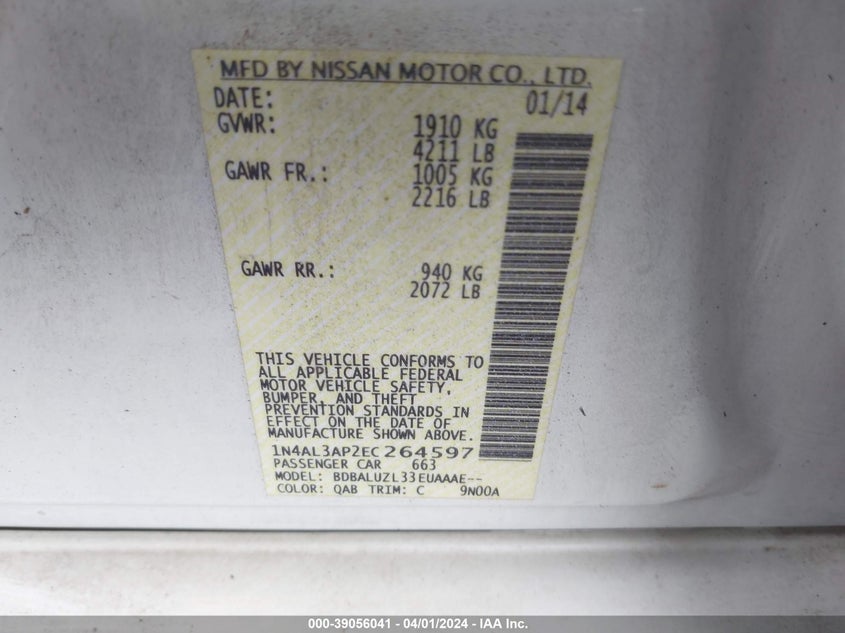 MFD BY NISSAN MOTOR CO., LTD.
DATE: 01/14
GVWR: 1910 KG
4211 LB
GAWR FR.: 1005 KG
2216 LB
GAWR RR.: 940 KG
2072 LB
THIS VEHICLE CONFORMS TO
ALL APPLICABLE FEDERAL
MOTOR VEHICLE SAFETY,
BUMPER, AND THEFT
PREVENTION STANDARDS IN
EFFECT ON THE DATE OF
MANUFACTURE SHOWN ABOVE.
1N4AL3AP2EC264597
PASSENGER CAR 663
MODEL: BDBALUZL33EUAAAE--
COLOR: QAB TRIM: C 9N00A
000-39056041 - 04/01/2024 - IAA Inc.